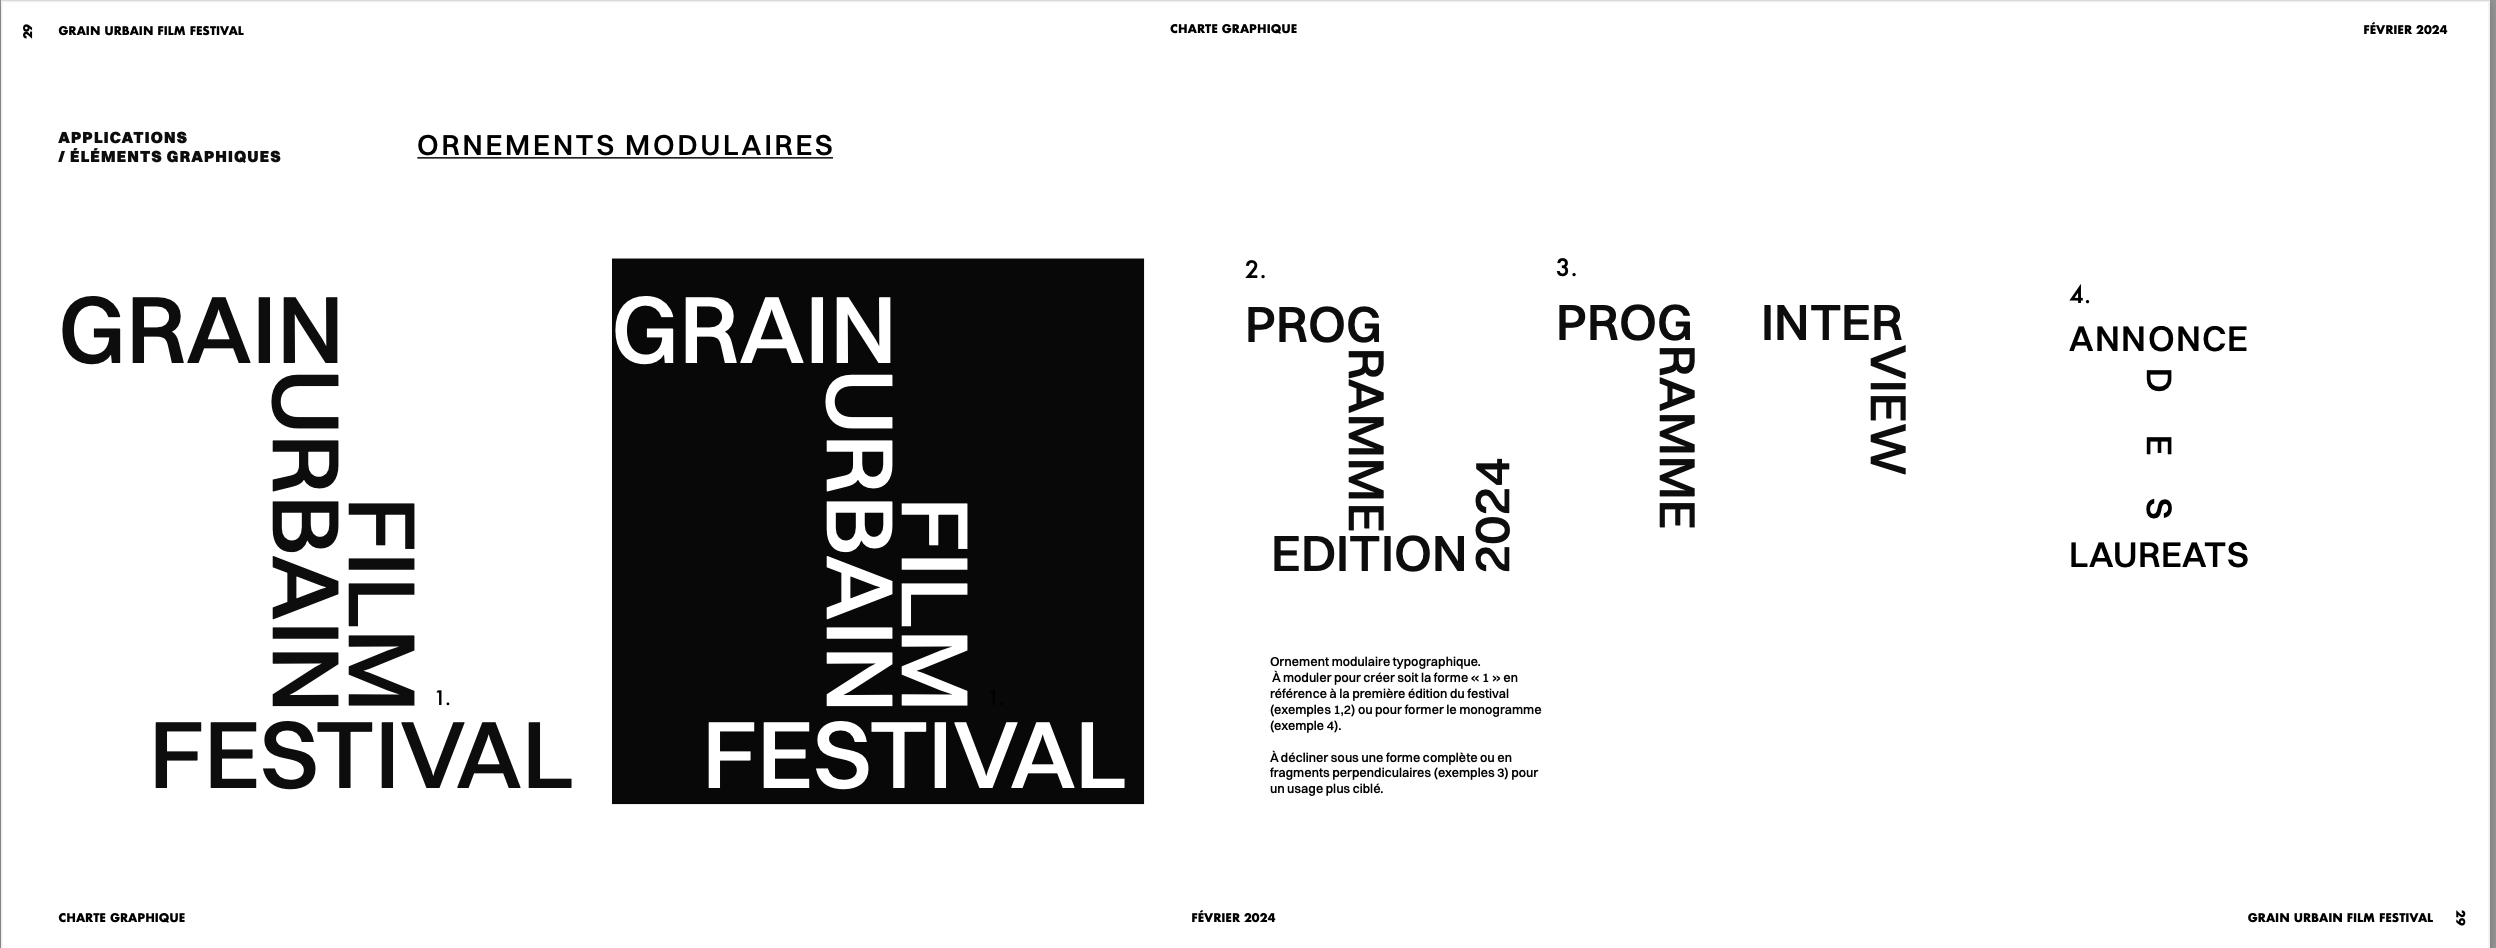 29
GRAIN URBAIN FILM FESTIVAL
CHARTE GRAPHIQUE
FÉVRIER 2024
APPLICATIONS
/ ÉLÉMENTS GRAPHIQUES
ORNEMENTS MODULAIRES
GRAIN
URBAIN
FILM
1.
FESTIVAL
GRAIN
URBAIN
FILM
1.
FESTIVAL
2.
PROG
RAMME
EDITION
2024
3.
PROG
RAMME
INTER
VIEW
4.
ANNONCE
D E S
LAUREATS
Ornement modulaire typographique.
À moduler pour créer soit la forme « 1 » en
référence à la première édition du festival
(exemples 1,2) ou pour former le monogramme
(exemple 4).
À décliner sous une forme complète ou en
fragments perpendiculaires (exemples 3) pour
un usage plus ciblé.
CHARTE GRAPHIQUE
FÉVRIER 2024
GRAIN URBAIN FILM FESTIVAL
29